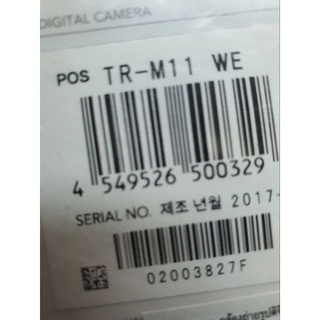 DIGITAL CAMERA
POS TR-M11 WE
4 549526 500329
SERIAL NO. 제조 년월 2017-
02003827F